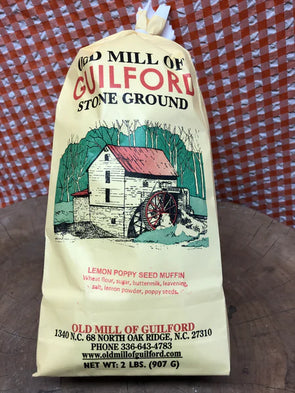 OLD MILL OF
GUILFORD
STONE GROUND
LEMON POPPY SEED MUFFIN
Wheat flour, sugar, buttermilk, leavening,
salt, lemon powder, poppy seeds.
OLD MILL OF GUILFORD
1340 N.C. 68 NORTH OAK RIDGE, N.C. 27310
PHONE 336-643-4783
www.oldmillofguilford.com
NET WT: 2 LBS. (907 G)